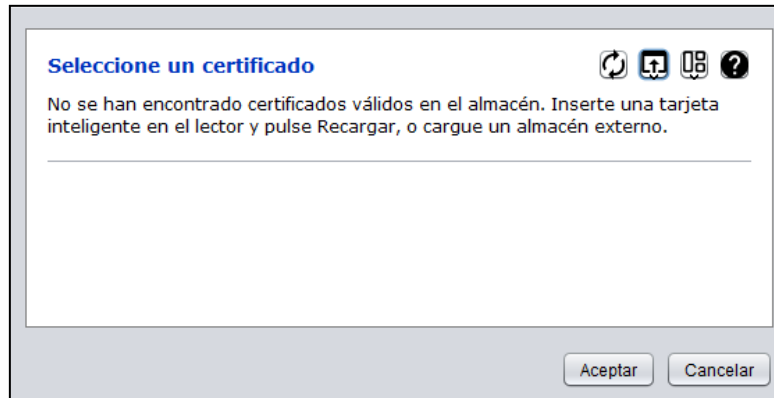 Seleccione un certificado
No se han encontrado certificados válidos en el almacén. Inserte una tarjeta
inteligente en el lector y pulse Recargar, o cargue un almacén externo.
Aceptar
Cancelar